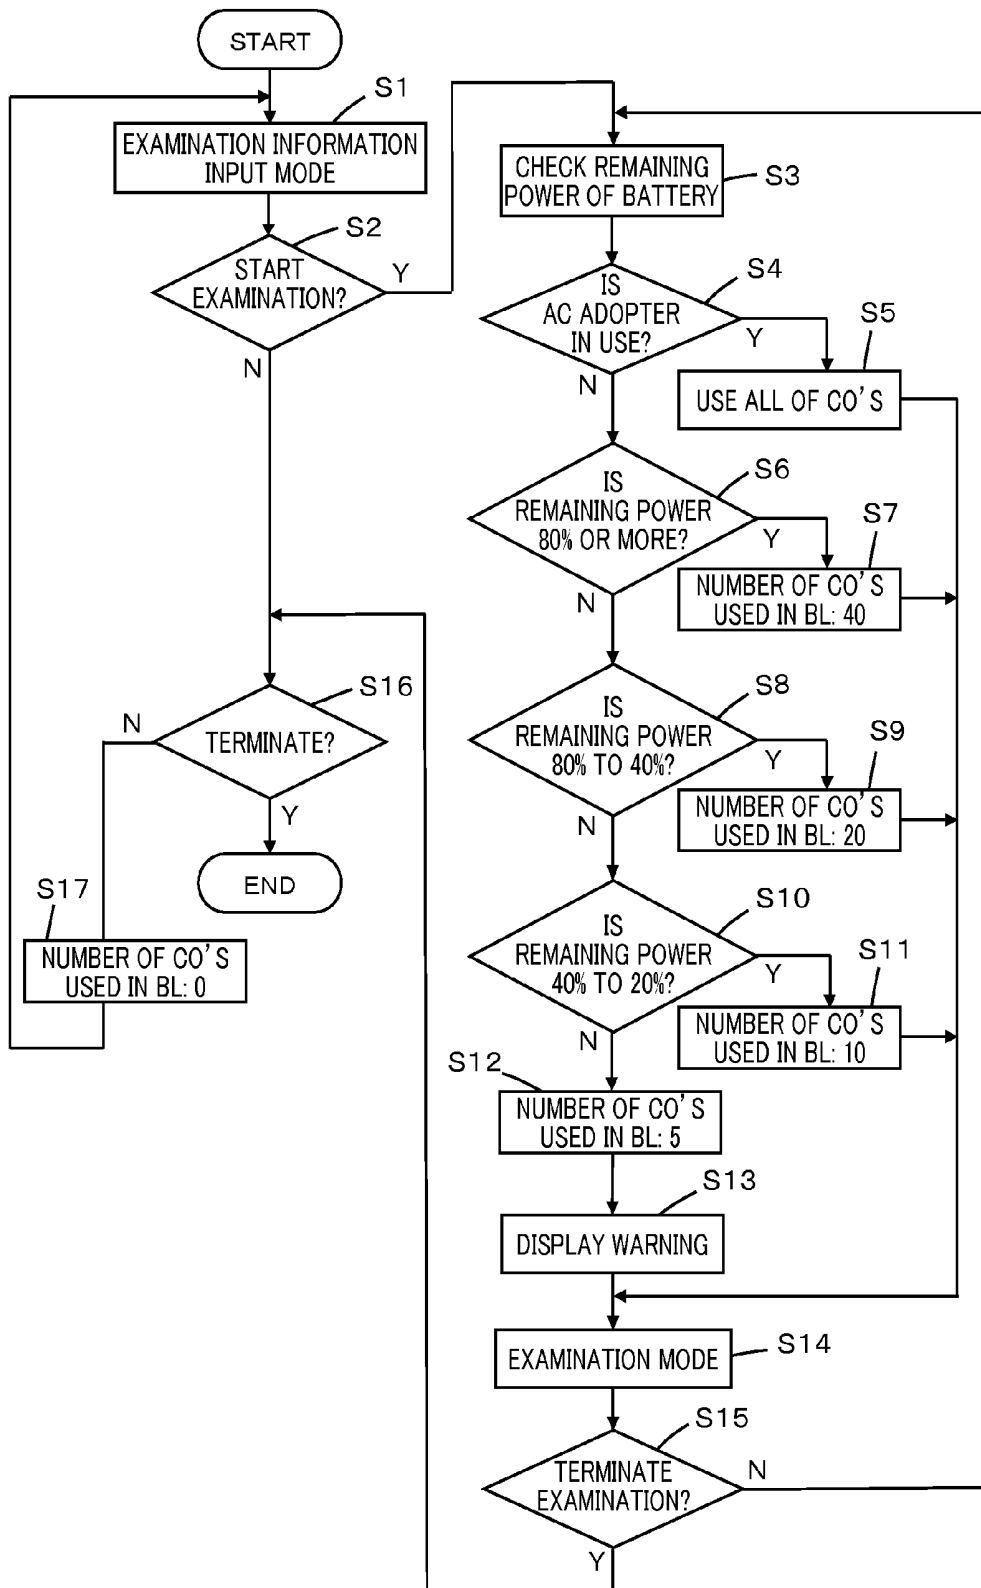 START
S1
EXAMINATION INFORMATION
INPUT MODE
S2
START
EXAMINATION?
Y
N
CHECK REMAINING
POWER OF BATTERY
S3
IS
AC ADOPTER
IN USE?
S4
Y
N
S5
USE ALL OF CO'S
IS
REMAINING POWER
80% OR MORE?
S6
Y
N
S7
NUMBER OF CO'S
USED IN BL: 40
IS
REMAINING POWER
80% TO 40%?
S8
Y
N
S9
NUMBER OF CO'S
USED IN BL: 20
IS
REMAINING POWER
40% TO 20%?
S10
Y
N
S11
NUMBER OF CO'S
USED IN BL: 10
S12
NUMBER OF CO'S
USED IN BL: 5
S13
DISPLAY WARNING
EXAMINATION MODE
S14
S15
TERMINATE
EXAMINATION?
N
Y
S16
TERMINATE?
N
Y
END
S17
NUMBER OF CO'S
USED IN BL: 0